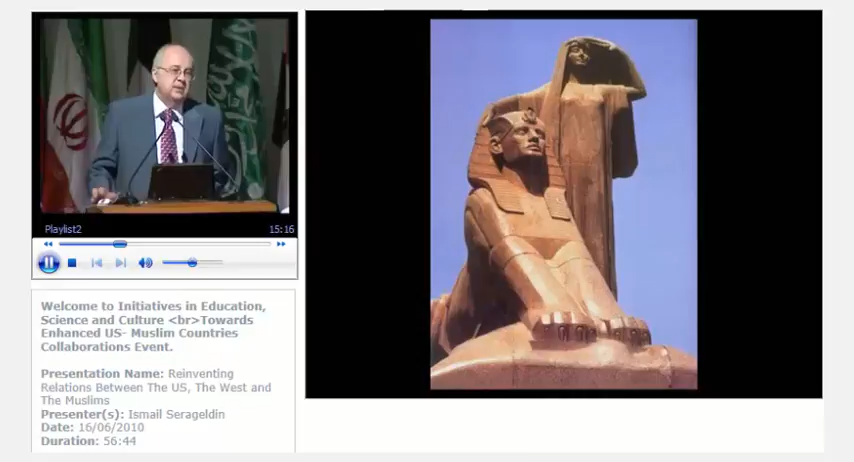 Playlist2 15:16
Welcome to Initiatives in Education,
Science and Culture <br>Towards
Enhanced US- Muslim Countries
Collaborations Event.
Presentation Name: Reinventing
Relations Between The US, The West and
The Muslims
Presenter(s): Ismail Serageldin
Date: 16/06/2010
Duration: 56:44